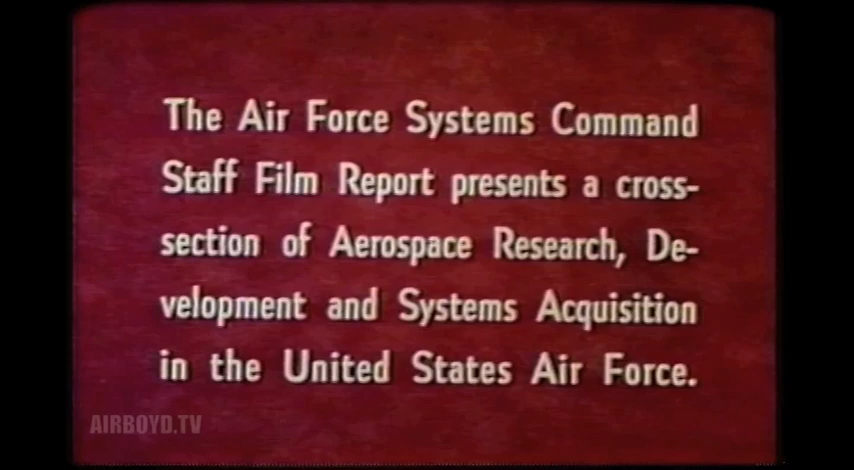 The Air Force Systems Command
Staff Film Report presents a cross-
section of Aerospace Research, De-
velopment and Systems Acquisition
in the United States Air Force.
AIRBOYD.TV